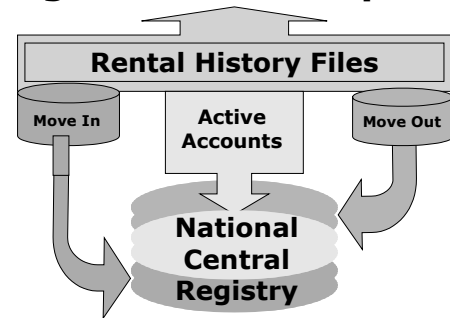 Rental History Files
Move In
Active
Accounts
Move Out
National
Central
Registry